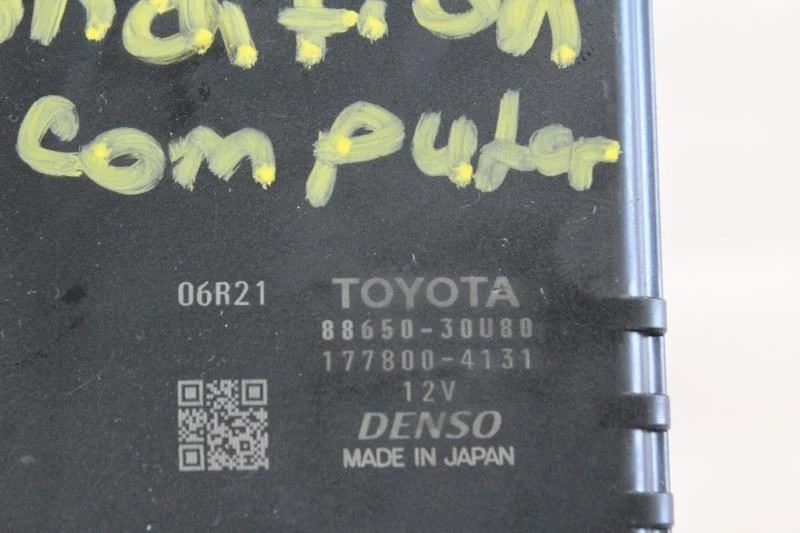 Computer
06R21
TOYOTA
88650-30U80
177800-4131
12V
DENSO
MADE IN JAPAN